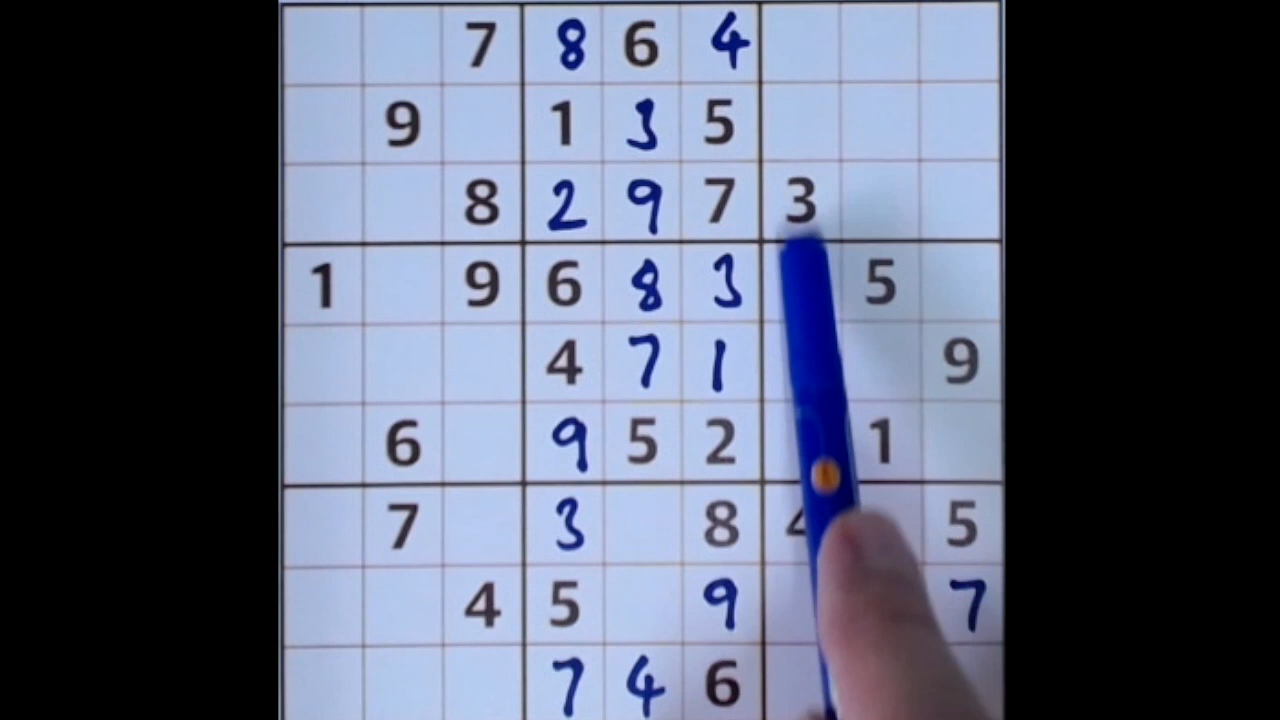 7 8 6 4
9 1 3 5
8 2 9 7 3
1 9 6 8 3 5
4 7 1 9
6 9 5 2 1
7 3 8 4 5
4 5 9 7
7 4 6